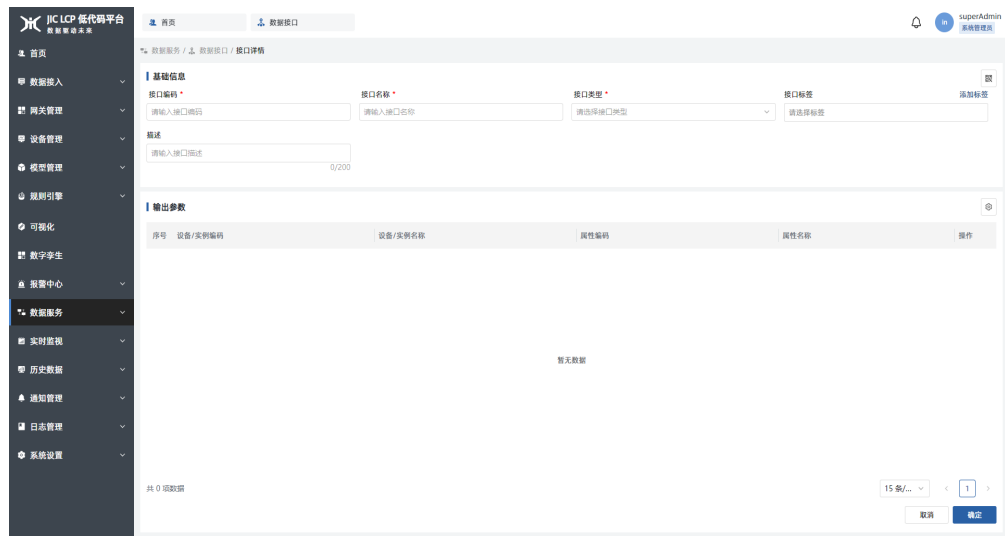 JIC LCP 低代码平台
数据驱动未来
首页
数据接口
superAdmin
in
系统管理员
首页
数据接入
网关管理
设备管理
模型管理
规则引擎
可视化
数字孪生
报警中心
数据服务
实时监视
历史数据
通知管理
日志管理
系统设置
数据服务 / 数据接口 / 接口详情
基础信息
接口编码 * 接口名称 * 接口类型 * 接口标签 添加标签
请输入接口编码 请输入接口名称 请选择接口类型 请选择标签
描述
请输入接口描述
0/200
输出参数
序号 设备/实例编码 设备/实例名称 属性编码 属性名称 操作
暂无数据
共 0 项数据 15 条/... < 1 >
取消 确定